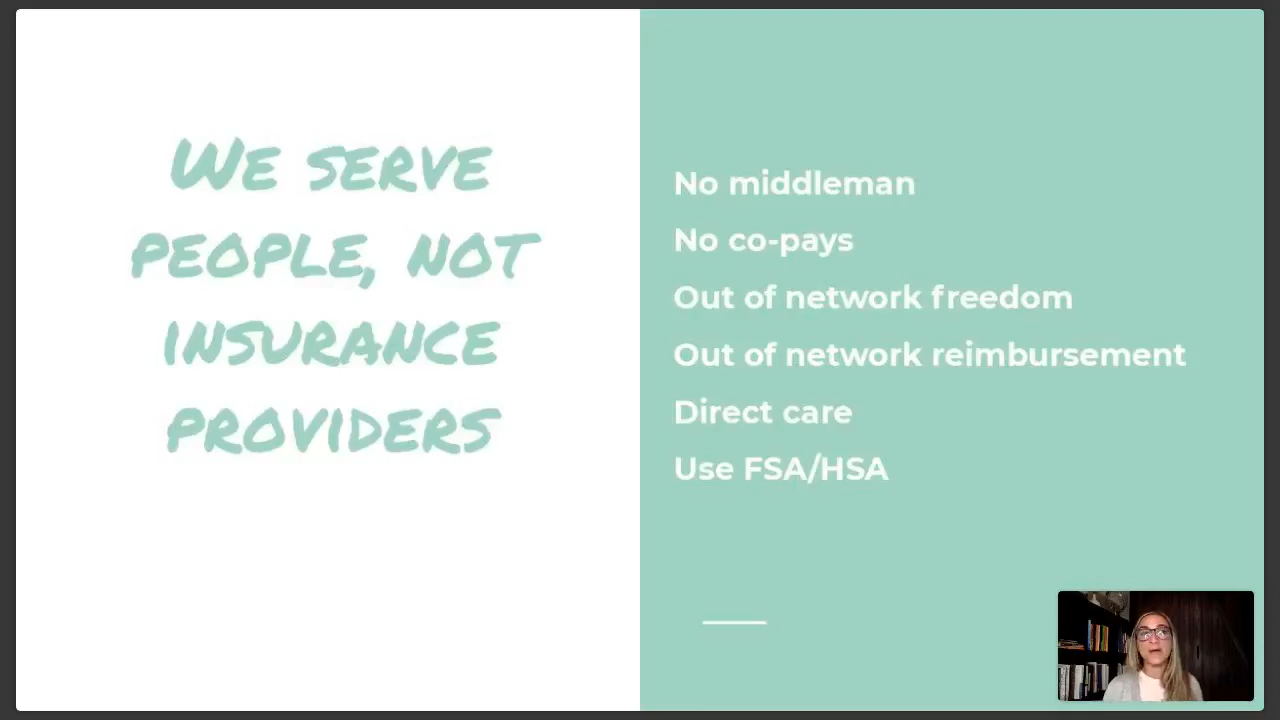 We serve
people, not
insurance
providers
No middleman
No co-pays
Out of network freedom
Out of network reimbursement
Direct care
Use FSA/HSA